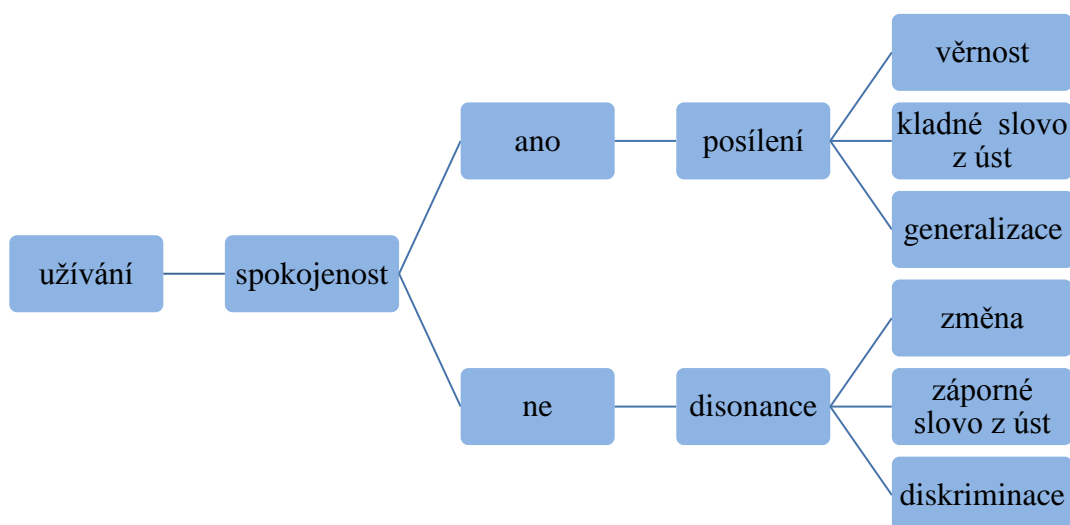 věrnost
kladné slovo
z úst
ano
posílení
generalizace
užívání
spokojenost
změna
ne
disonance
záporné
slovo z úst
diskriminace